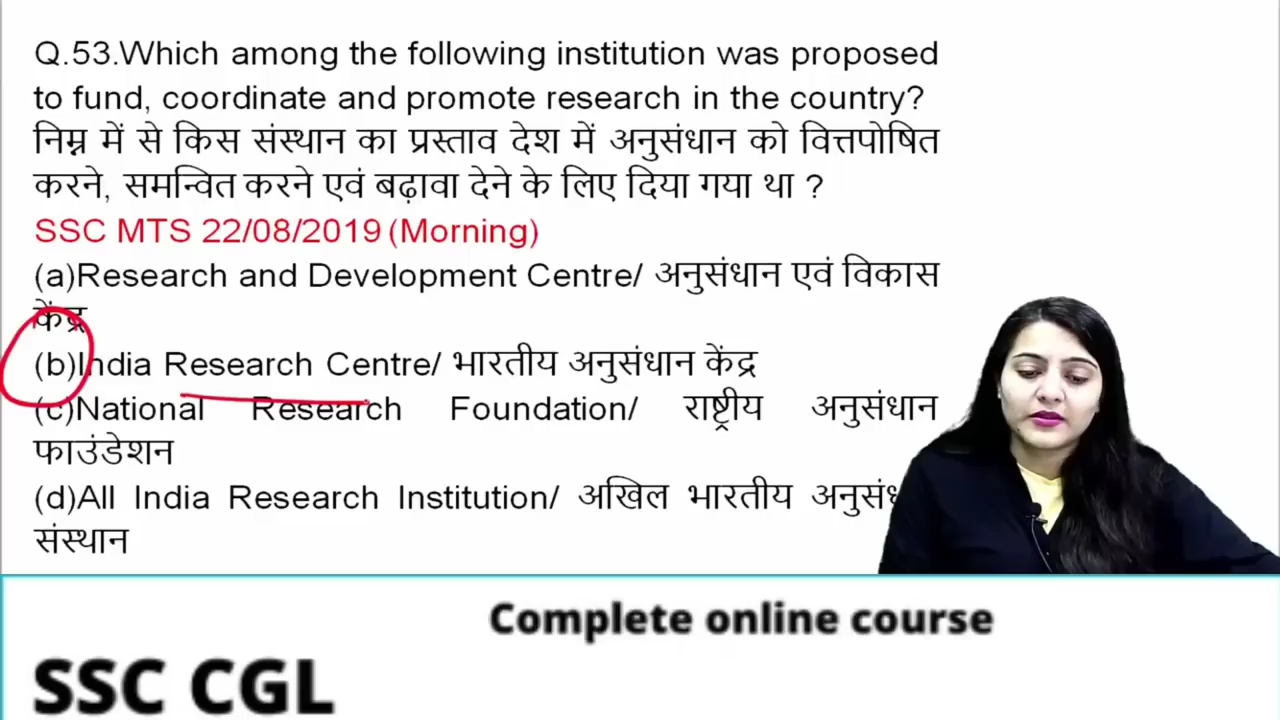 Q.53.Which among the following institution was proposed
to fund, coordinate and promote research in the country?
निम्न में से किस संस्थान का प्रस्ताव देश में अनुसंधान को वित्तपोषित
करने, समन्वित करने एवं बढ़ावा देने के लिए दिया गया था ?
SSC MTS 22/08/2019 (Morning)
(a)Research and Development Centre/ अनुसंधान एवं विकास
केंद्र
(b)India Research Centre/ भारतीय अनुसंधान केंद्र
(c)National Research Foundation/ राष्ट्रीय अनुसंधान
फाउंडेशन
(d)All India Research Institution/ अखिल भारतीय
संस्थान
Complete online course
SSC CGL